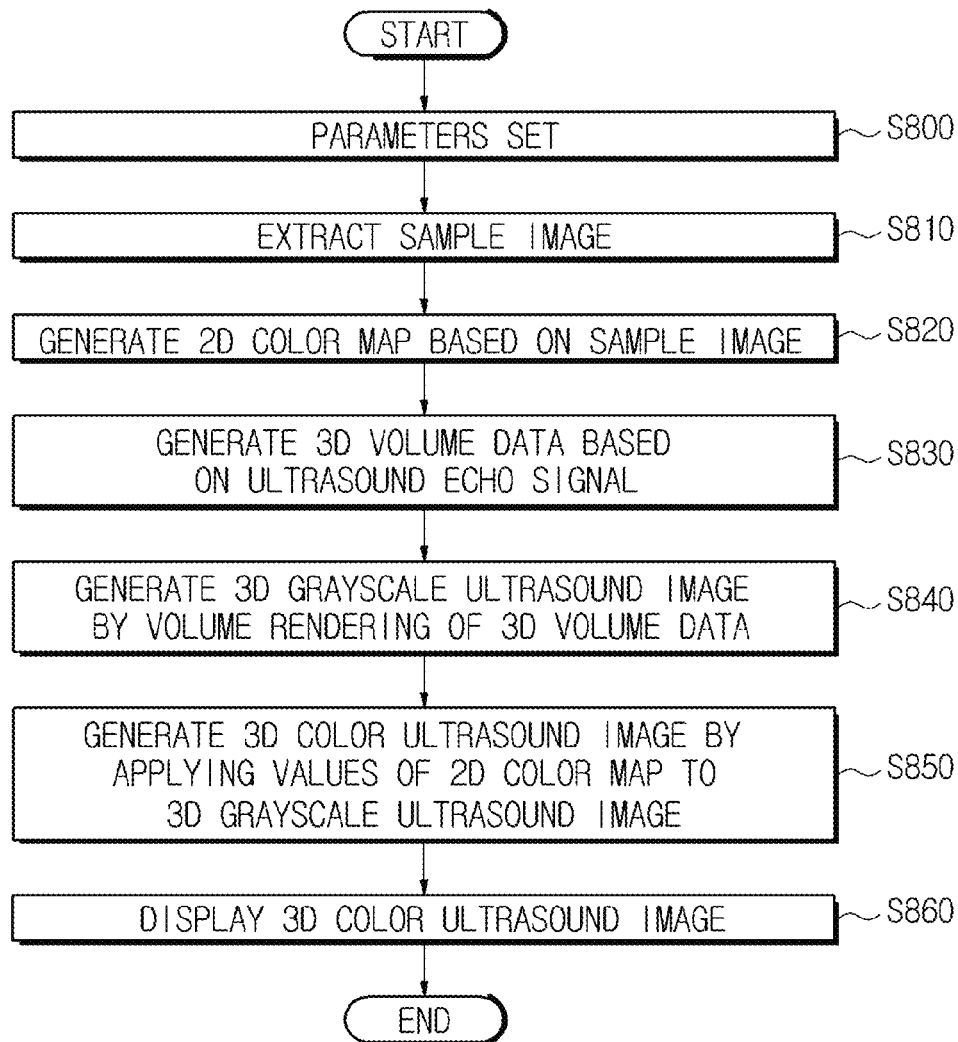 START
PARAMETERS SET
S800
EXTRACT SAMPLE IMAGE
S810
GENERATE 2D COLOR MAP BASED ON SAMPLE IMAGE
S820
GENERATE 3D VOLUME DATA BASED
ON ULTRASOUND ECHO SIGNAL
S830
GENERATE 3D GRAYSCALE ULTRASOUND IMAGE
BY VOLUME RENDERING OF 3D VOLUME DATA
S840
GENERATE 3D COLOR ULTRASOUND IMAGE BY
APPLYING VALUES OF 2D COLOR MAP TO
3D GRAYSCALE ULTRASOUND IMAGE
S850
DISPLAY 3D COLOR ULTRASOUND IMAGE
S860
END